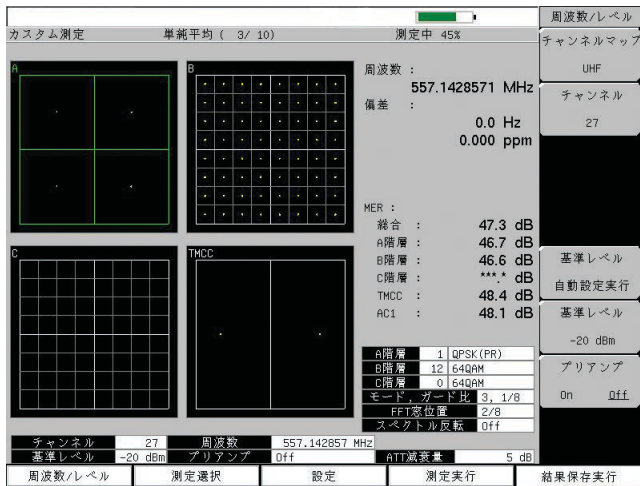 周波数/レベル
カスタム測定 単純平均 ( 3/ 10) 測定中 45%
チャンネルマップ
UHF
チャンネル
27
A
B
周波数 :
557.1428571 MHz
偏差 :
0.0 Hz
0.000 ppm
MER :
総合 : 47.3 dB
A階層 : 46.7 dB
B階層 : 46.6 dB
C階層 : ***.* dB
TMCC : 48.4 dB
AC1 : 48.1 dB
C
TMCC
基準レベル
自動設定実行
基準レベル
-20 dBm
プリアンプ
On Off
A階層 1 QPSK(PR)
B階層 12 64QAM
C階層 0 64QAM
モード, ガード比 3, 1/8
FFT窓位置 2/8
スペクトル反転 Off
チャンネル 27 周波数 557.142857 MHz
基準レベル -20 dBm プリアンプ Off ATT減衰量 5 dB
周波数/レベル 測定選択 設定 測定実行 結果保存実行